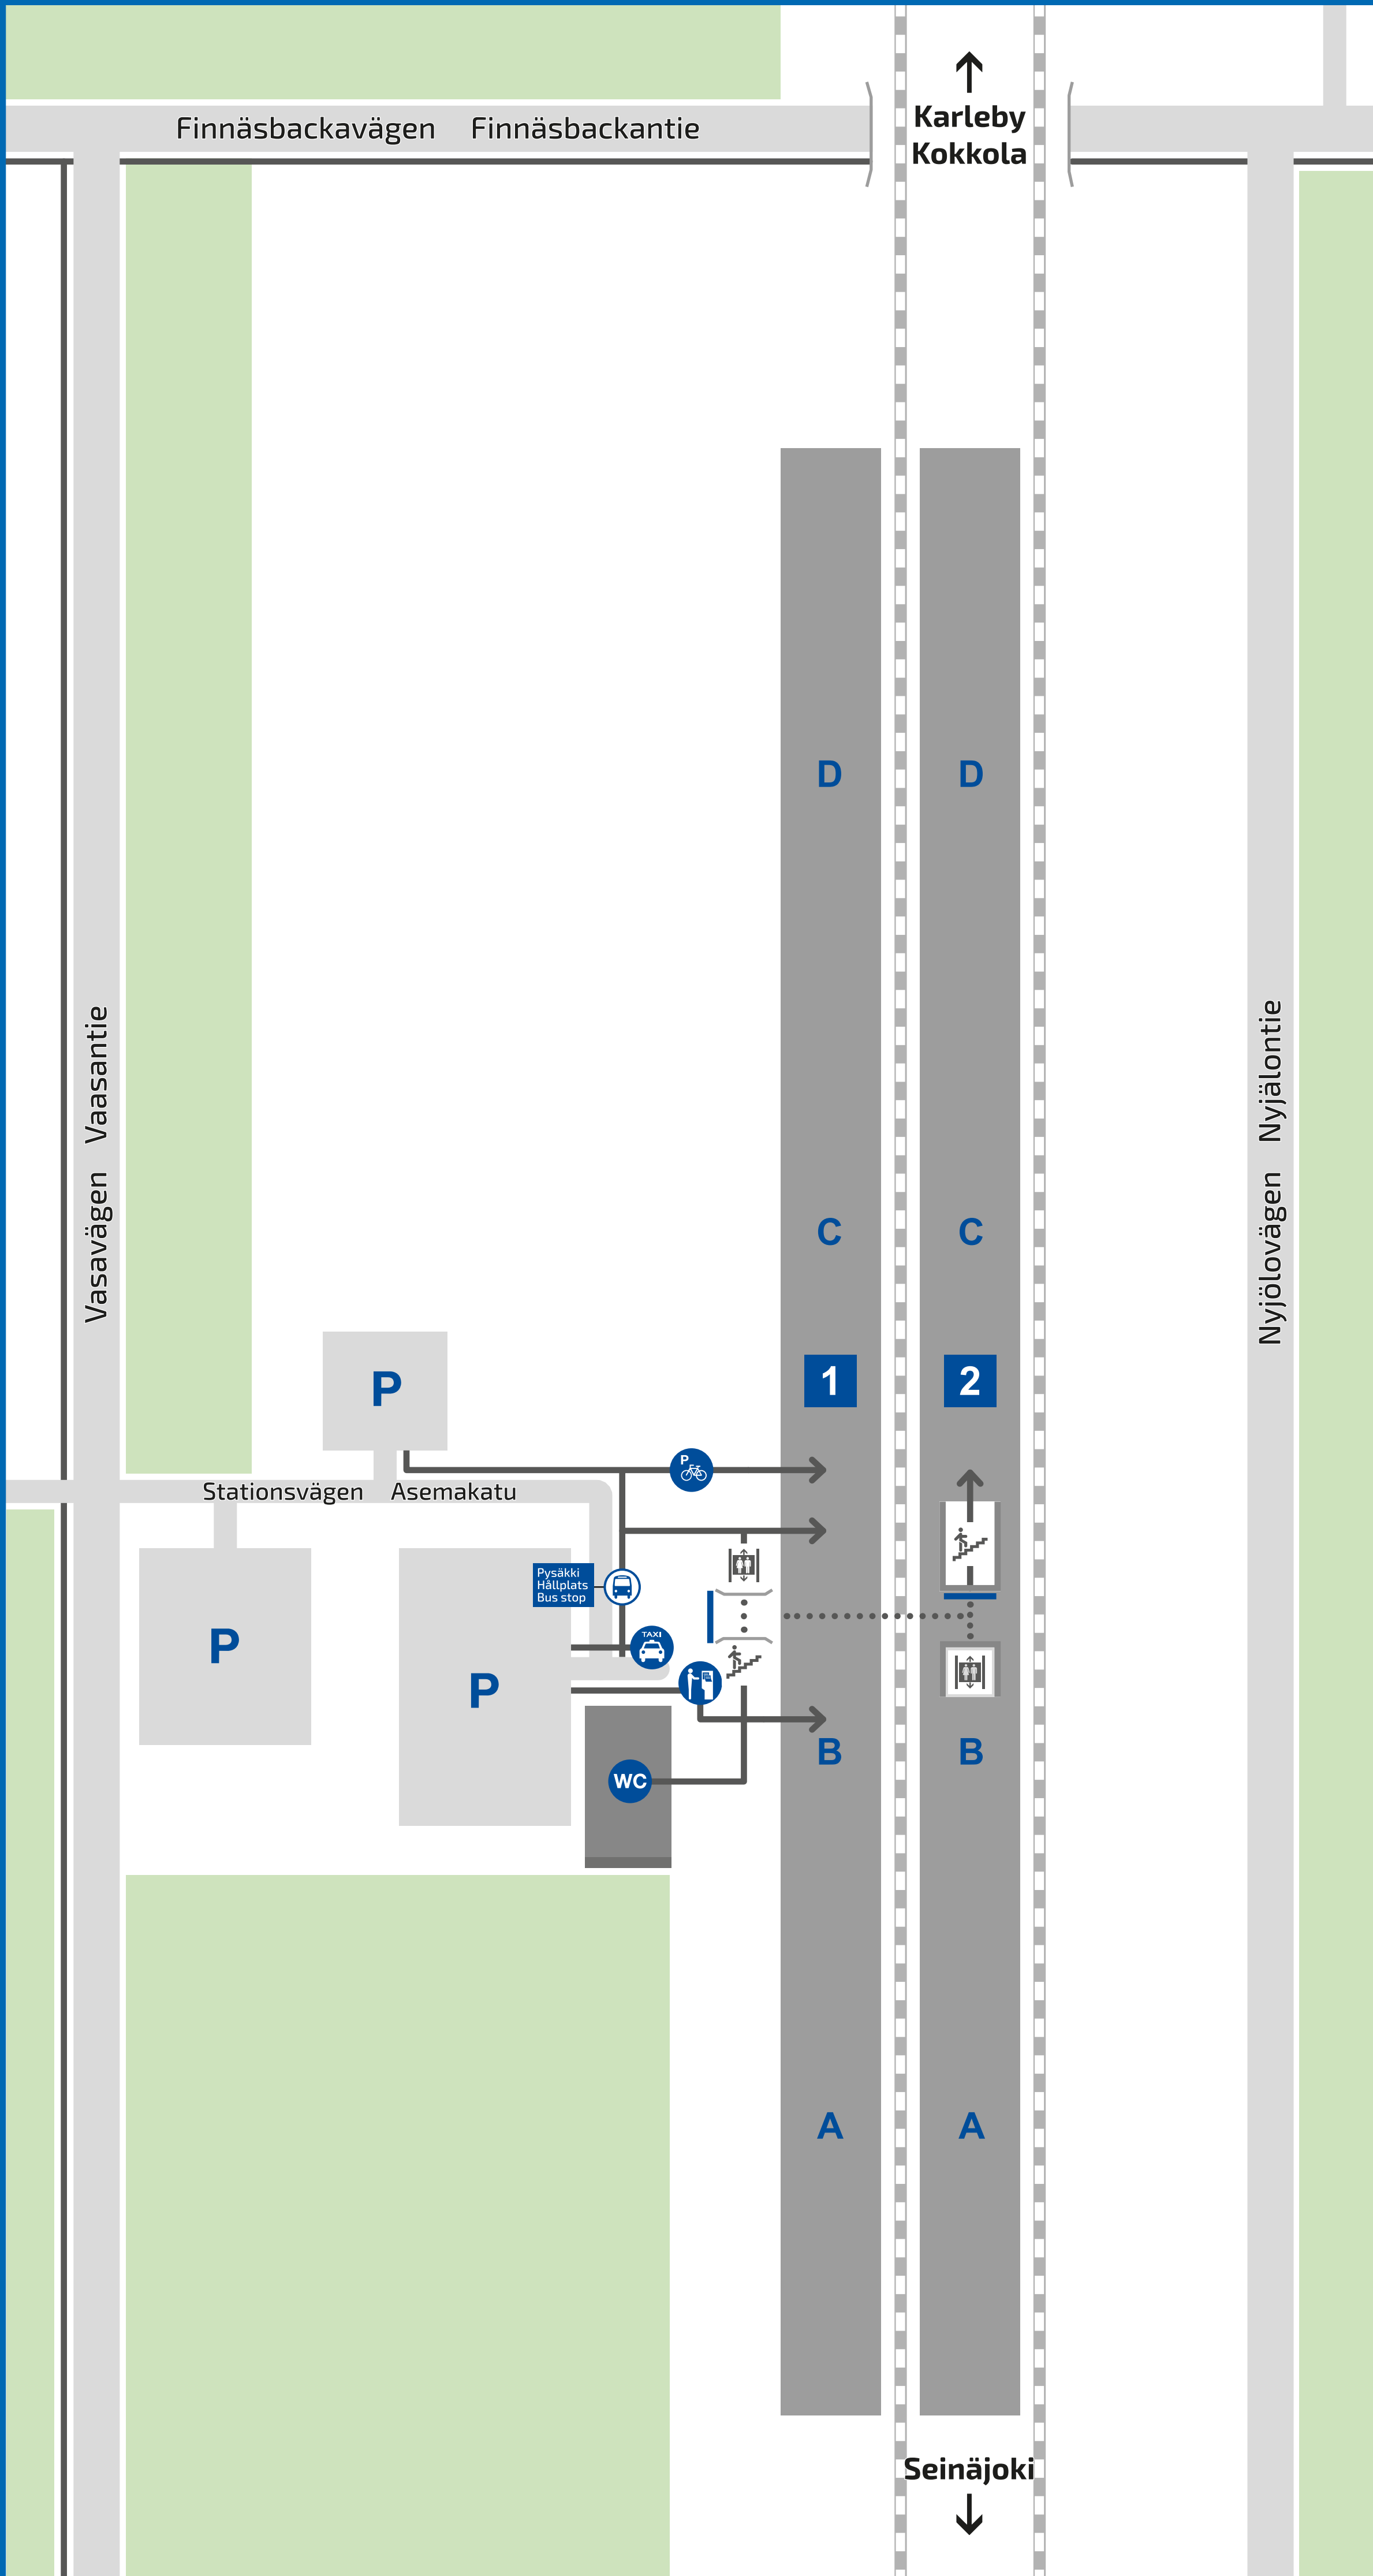 Karleby
Kokkola
Finnäsbackavägen Finnäsbackantie
D D
Vasavägen Vaasantie
Nyjölovägen Nyjälontie
C C
1 2
P
P
Stationsvägen Asemakatu
Pysäkki
Hållplats
Bus stop
TAXI
P
P
B B
WC
A A
Seinäjoki